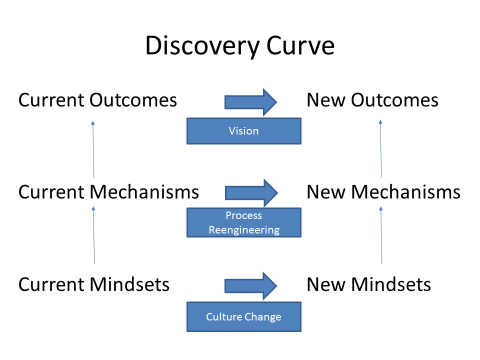 Discovery Curve
Current Outcomes
New Outcomes
Vision
Current Mechanisms
New Mechanisms
Process
Reengineering
Current Mindsets
New Mindsets
Culture Change